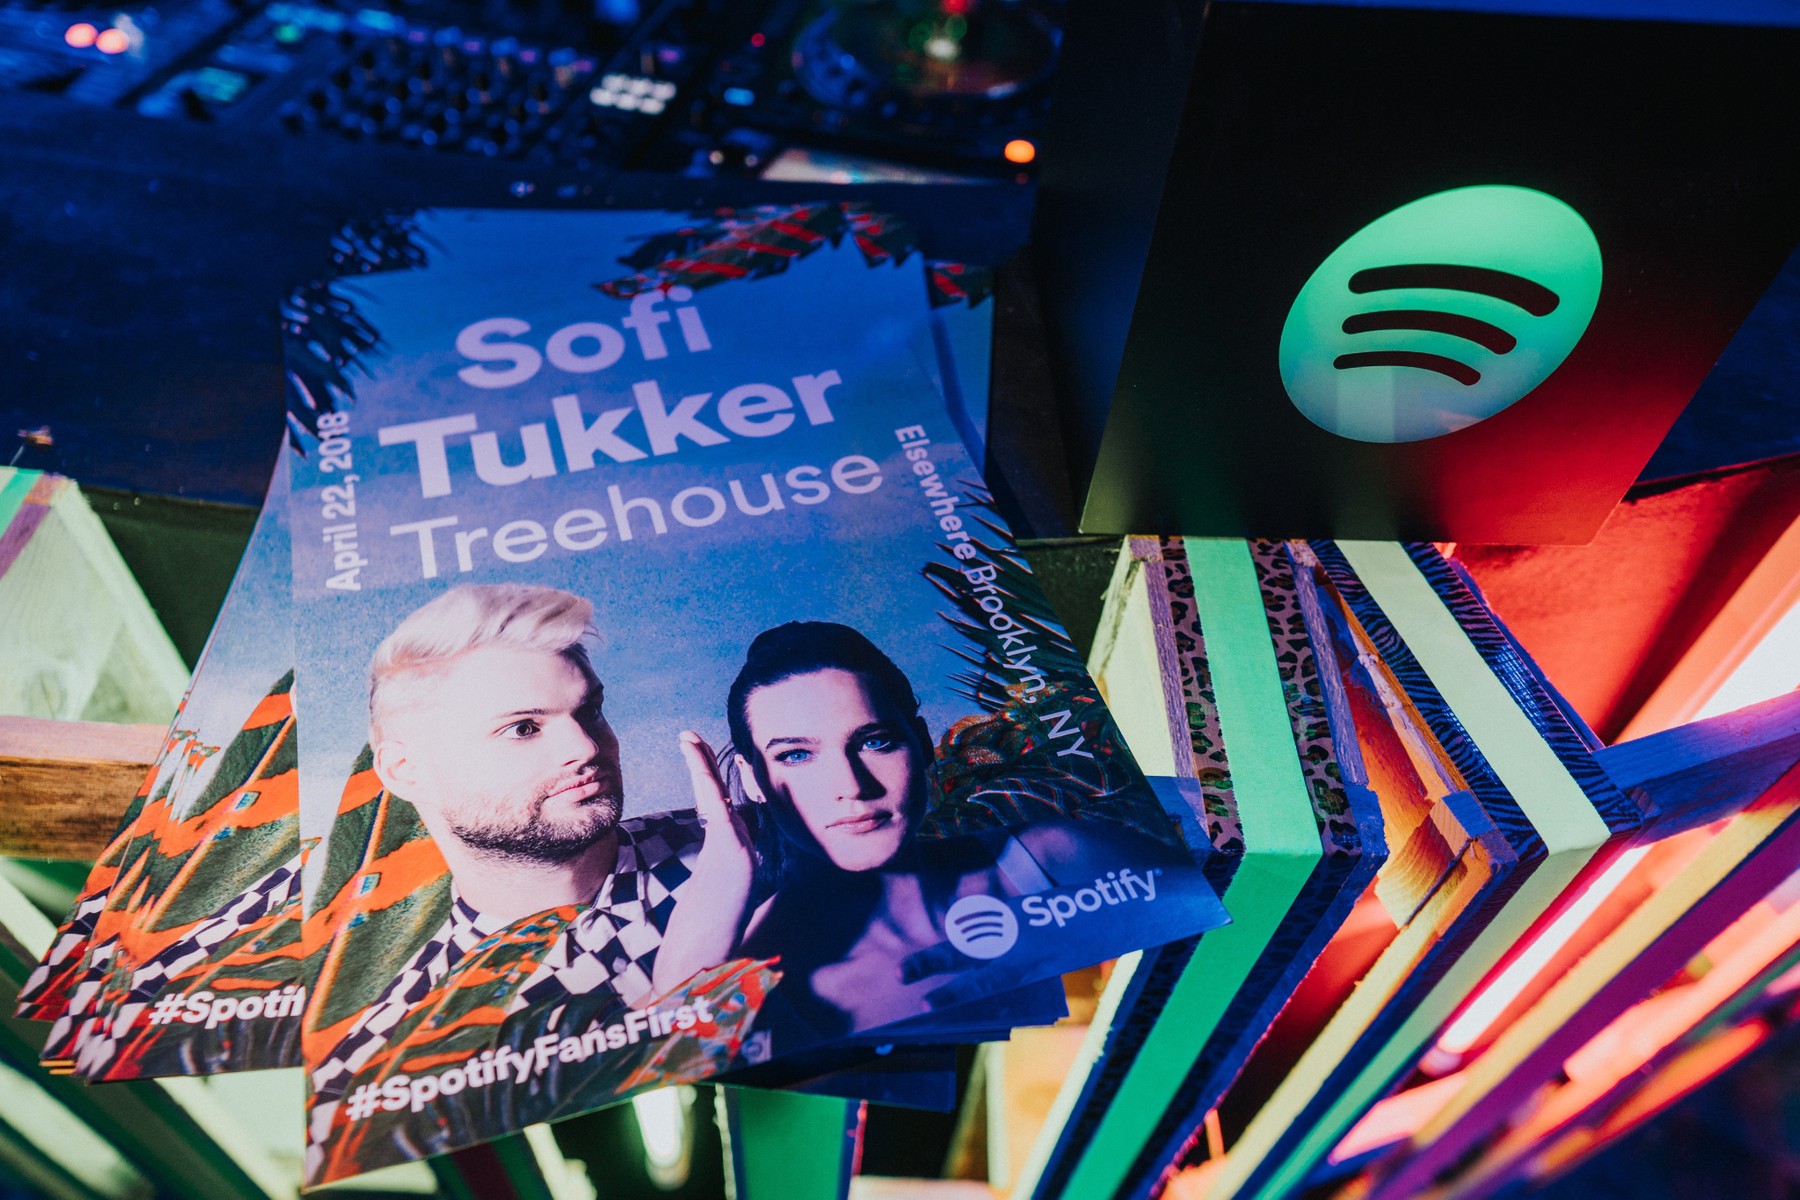 Sofi
Tukker
Treehouse
April 22, 2018
Elsewhere Brooklyn, NY
Spotify
#SpotifyFansFirst
#Spotif